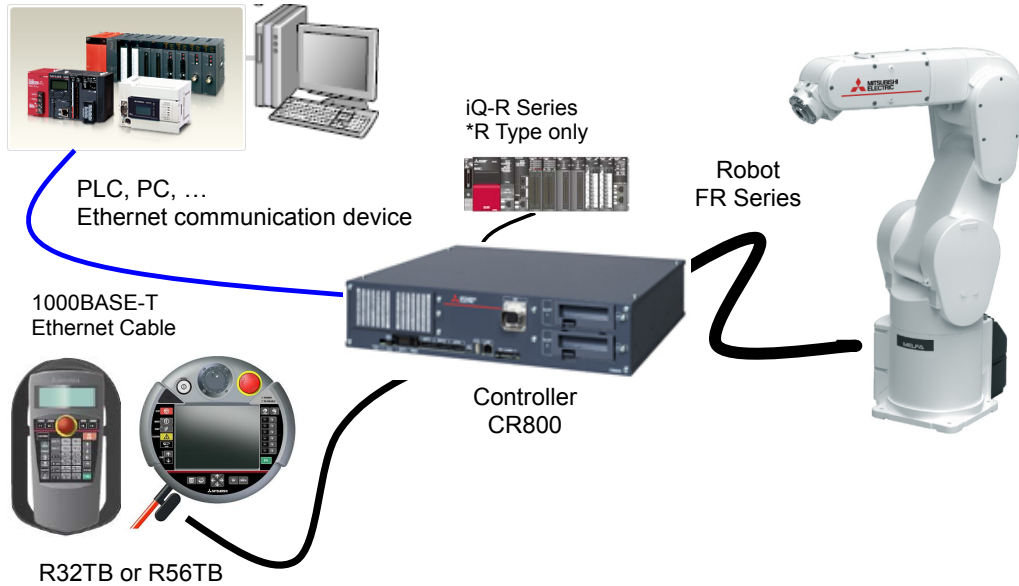 iQ-R Series
*R Type only
MITSUBISHI
ELECTRIC
Robot
FR Series
PLC, PC, …
Ethernet communication device
1000BASE-T
Ethernet Cable
MELFA
Controller
CR800
R32TB or R56TB